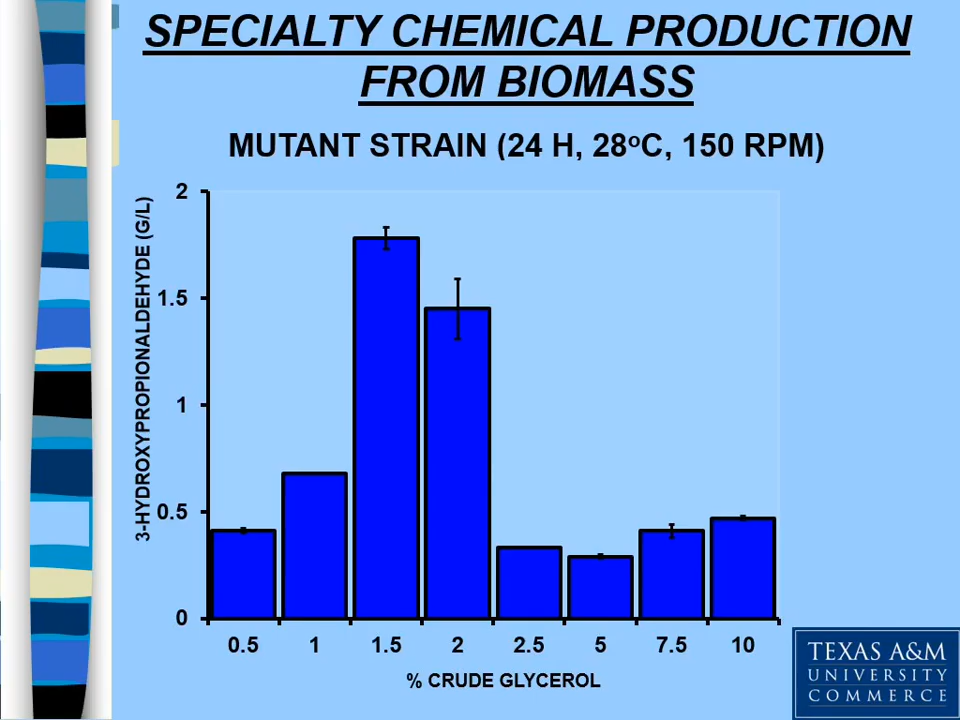 SPECIALTY CHEMICAL PRODUCTION
FROM BIOMASS
MUTANT STRAIN (24 H, 28ºC, 150 RPM)
3-HYDROXYPROPIONALDEHYDE (G/L)
2
1.5
1
0.5
0
0.5 1 1.5 2 2.5 5 7.5 10
% CRUDE GLYCEROL
TEXAS A&M
UNIVERSITY
COMMERCE